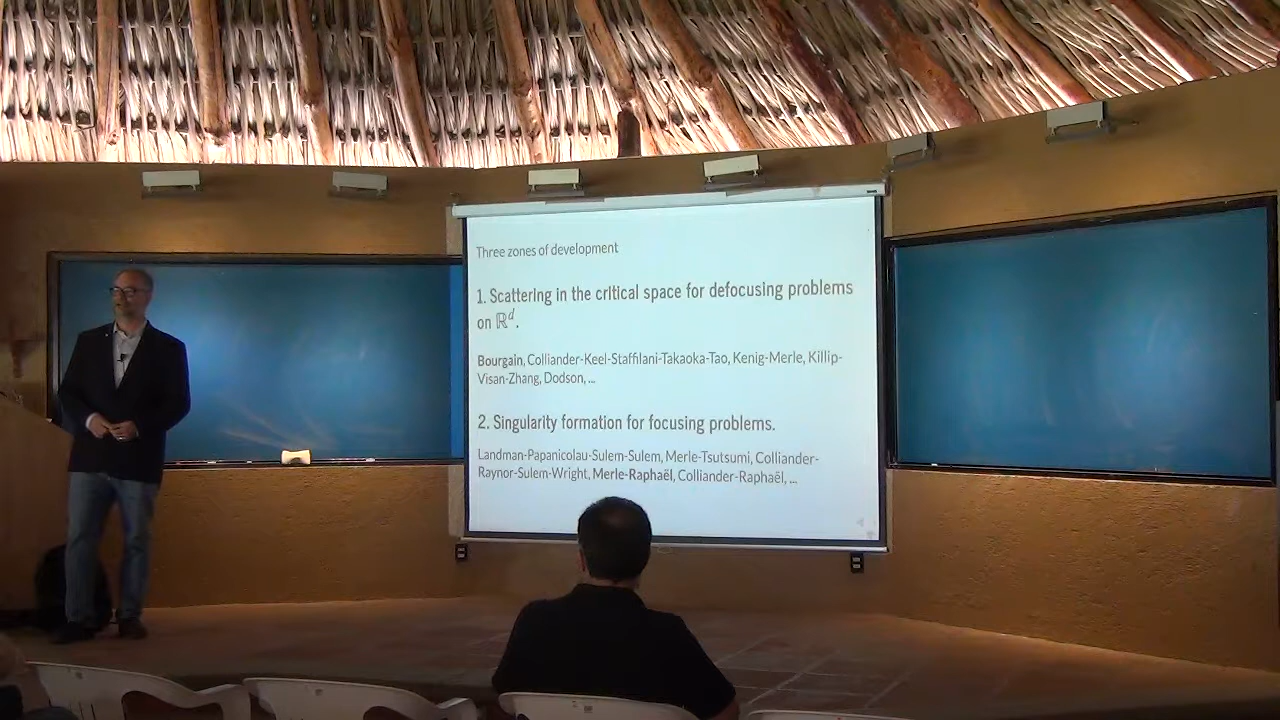 Three zones of development
1. Scattering in the critical space for defocusing problems
on ℝᵈ.
Bourgain, Colliander-Keel-Staffilani-Takaoka-Tao, Kenig-Merle, Killip-
Visan-Zhang, Dodson, ...
2. Singularity formation for focusing problems.
Landman-Papanicolau-Sulem-Sulem, Merle-Tsutsumi, Colliander-
Raynor-Sulem-Wright, Merle-Raphaël, Colliander-Raphaël, ...